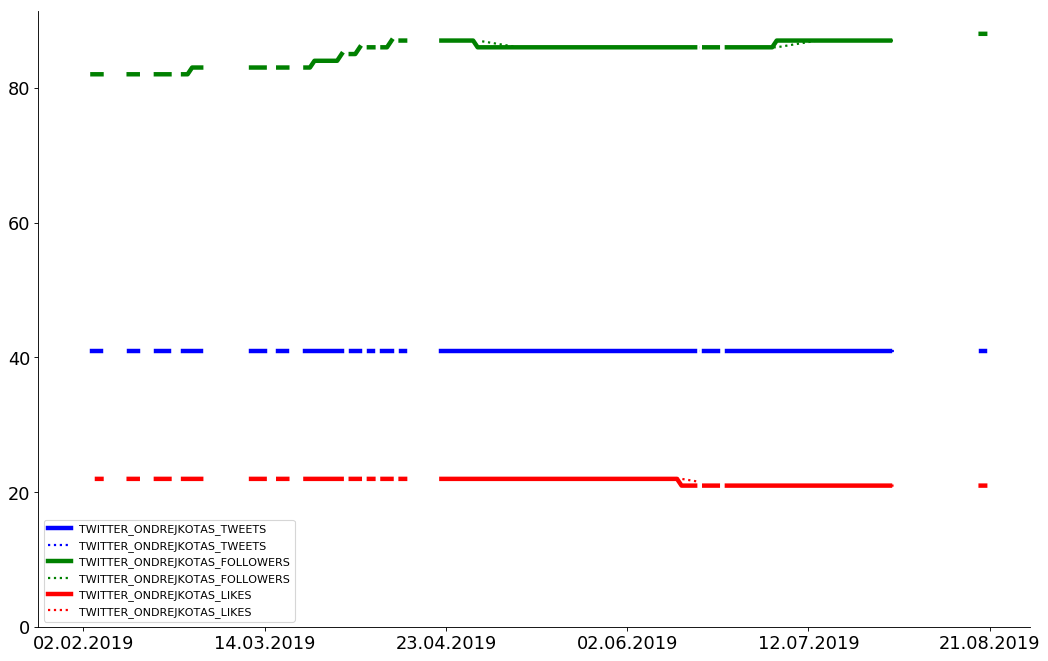 80
60
40
20
0
TWITTER_ONDREJKOTAS_TWEETS
TWITTER_ONDREJKOTAS_TWEETS
TWITTER_ONDREJKOTAS_FOLLOWERS
TWITTER_ONDREJKOTAS_FOLLOWERS
TWITTER_ONDREJKOTAS_LIKES
TWITTER_ONDREJKOTAS_LIKES
02.02.2019 14.03.2019 23.04.2019 02.06.2019 12.07.2019 21.08.2019